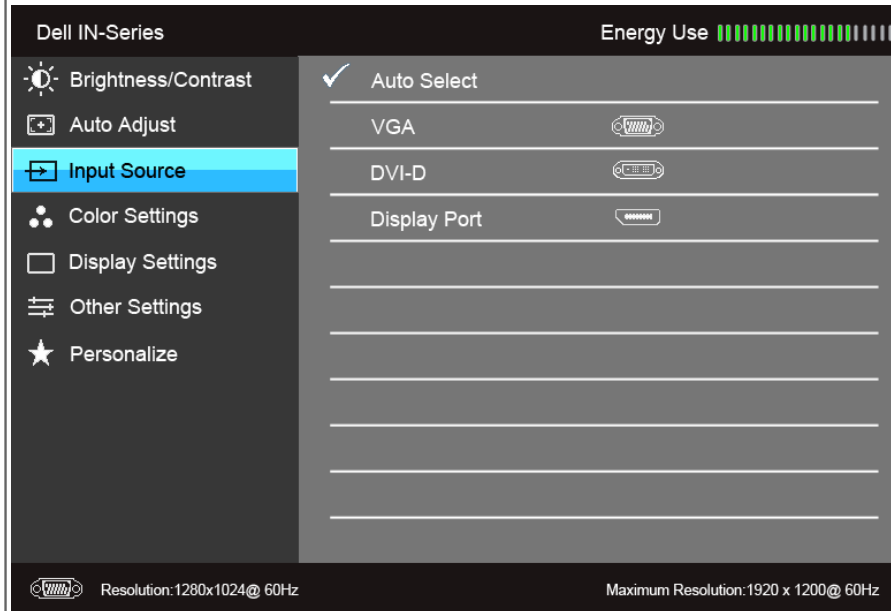 Dell IN-Series
Energy Use
Brightness/Contrast
Auto Adjust
Input Source
Color Settings
Display Settings
Other Settings
Personalize
Auto Select
VGA
DVI-D
Display Port
Resolution:1280x1024@ 60Hz
Maximum Resolution:1920 x 1200@ 60Hz